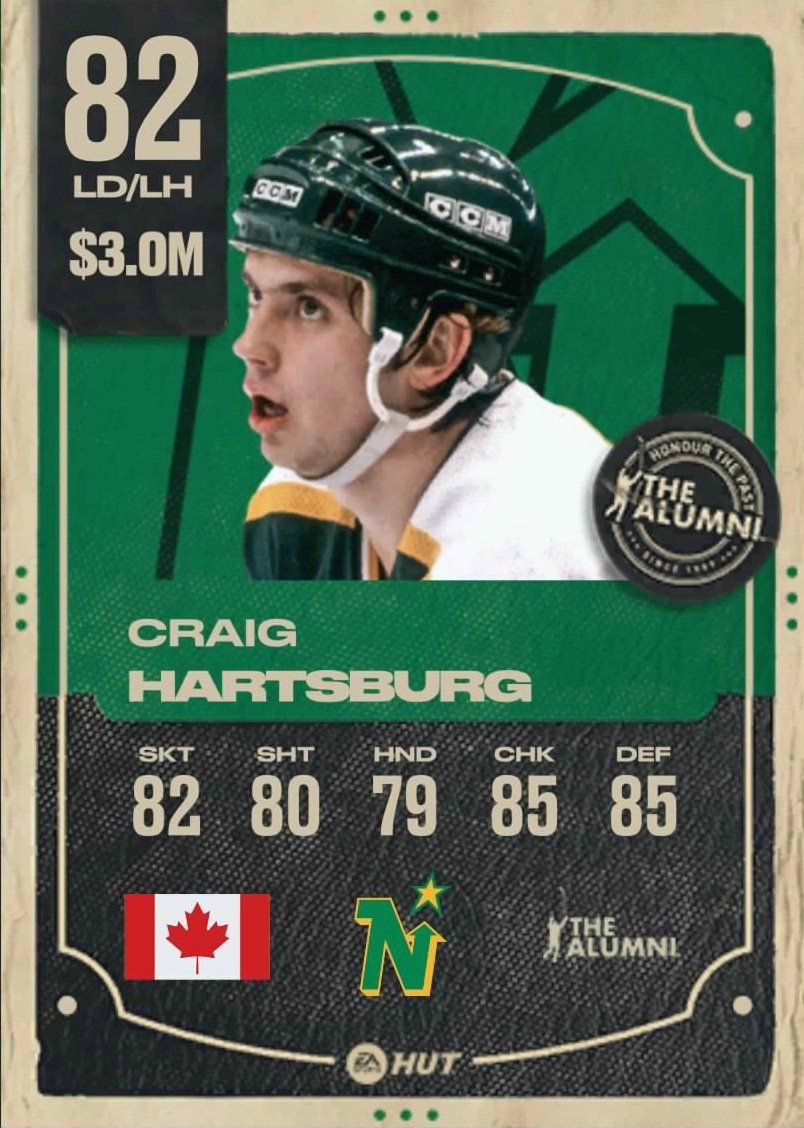 82
LD/LH
$3.0M
CCM
CCM
HONOUR THE PAST
THE
ALUMNI
CRAIG
HARTSBURG
SKT SHT HND CHK DEF
82 80 79 85 85
N
THE
ALUMNI
EA HUT